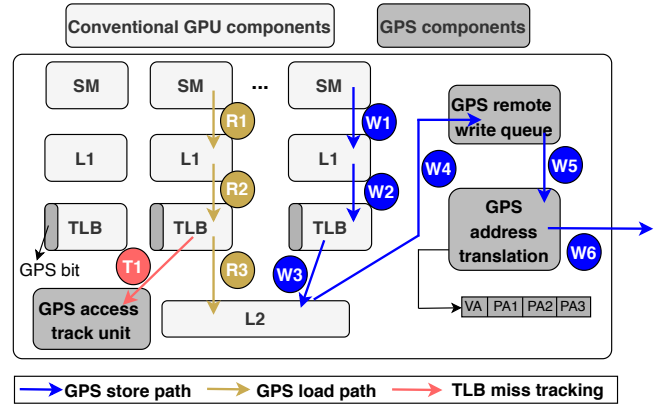 Conventional GPU components
GPS components
SM
SM
...
SM
GPS remote
write queue
R1
W1
L1
L1
L1
W4
W5
R2
W2
TLB
TLB
TLB
GPS
address
translation
GPS bit
T1
R3
W3
W6
GPS access
track unit
L2
VA PA1 PA2 PA3
GPS store path GPS load path TLB miss tracking